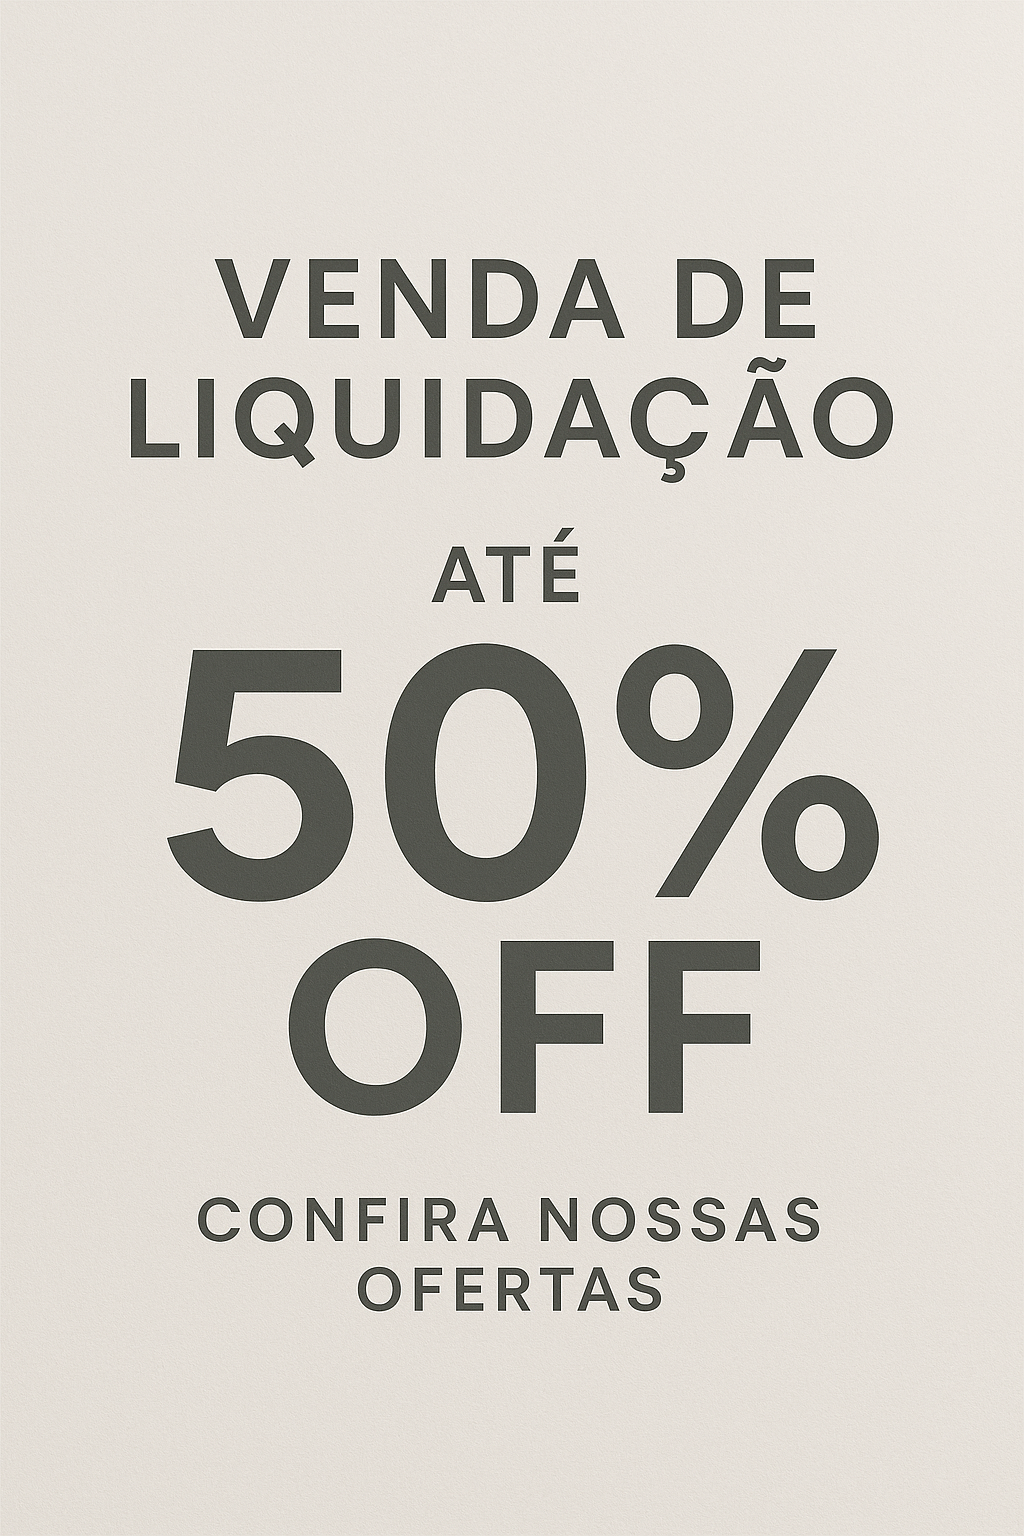 VENDA DE
LIQUIDAÇÃO
ATÉ
50%
OFF
CONFIRA NOSSAS
OFERTAS